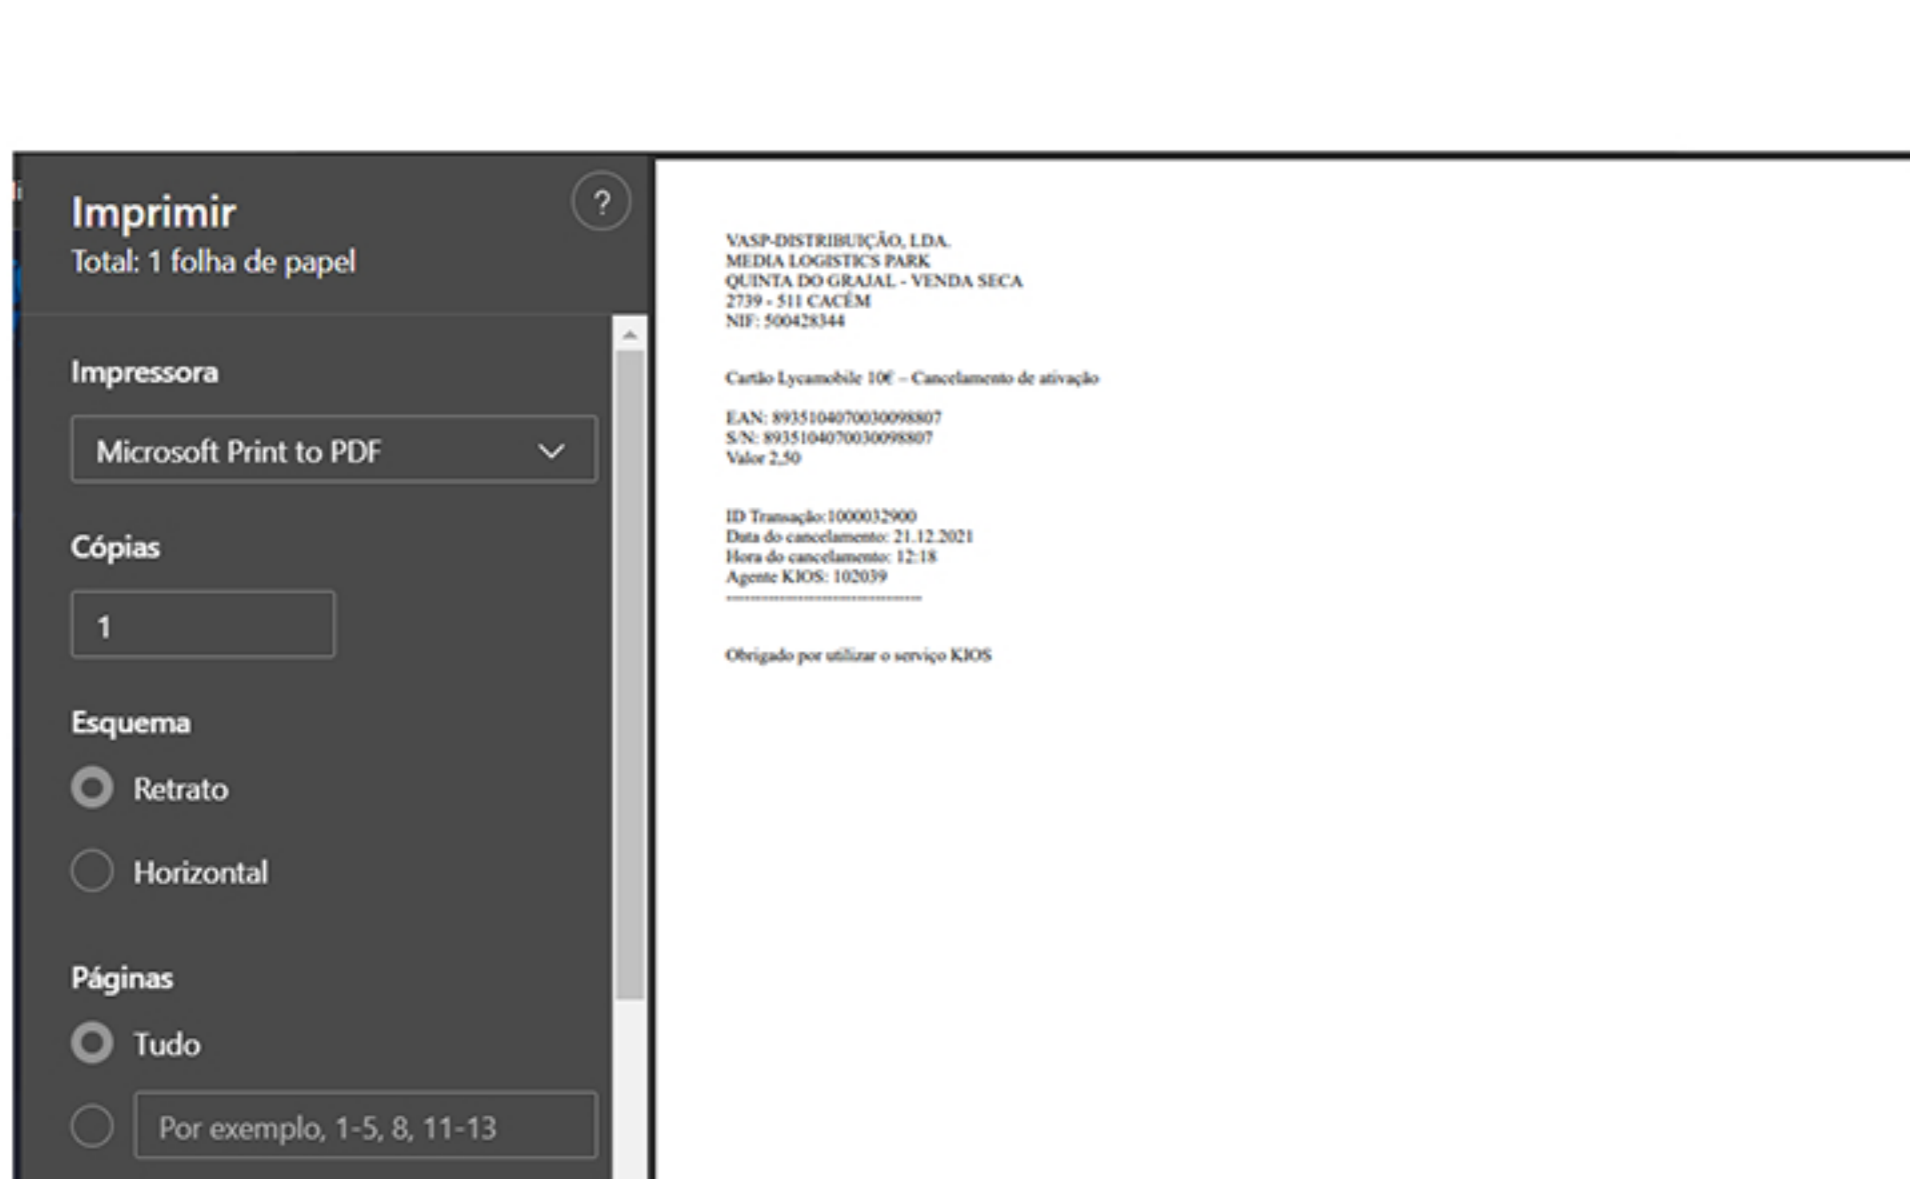 Imprimir
Total: 1 folha de papel
?
Impressora
Microsoft Print to PDF
Cópias
1
Esquema
Retrato
Horizontal
Páginas
Tudo
Por exemplo, 1-5, 8, 11-13
VASP-DISTRIBUIÇÃO, LDA.
MEDIA LOGISTICS PARK
QUINTA DO GRAJAL - VENDA SECA
2739 - 511 CACÉM
NIF: 500428344
Cartão Lycamobile 10€ – Cancelamento de ativação
EAN: 8935104070030098807
S/N: 8935104070030098807
Valor 2,50
ID Transação:1000032900
Data do cancelamento: 21.12.2021
Hora do cancelamento: 12:18
Agente KIOS: 102039
----------------------------------
Obrigado por utilizar o serviço KIOS